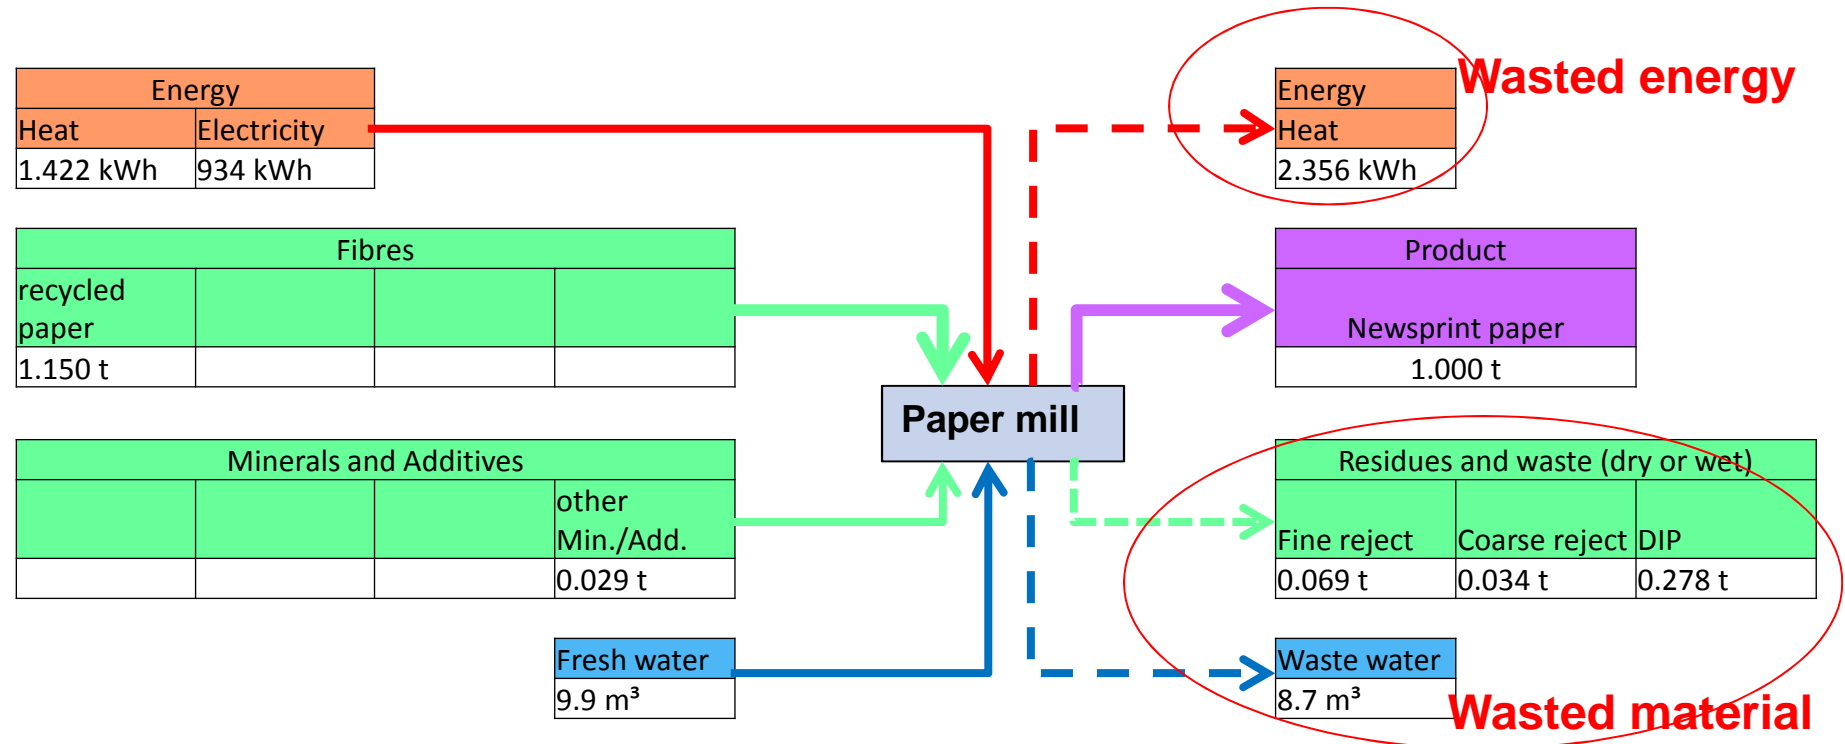 Energy
Heat Electricity
1.422 kWh 934 kWh
Energy
Heat
2.356 kWh
Wasted energy
Fibres
recycled
paper
1.150 t
Product
Newsprint paper
1.000 t
Paper mill
Minerals and Additives
other
Min./Add.
0.029 t
Residues and waste (dry or wet)
Fine reject Coarse reject DIP
0.069 t 0.034 t 0.278 t
Fresh water
9.9 m³
Waste water
8.7 m³
Wasted material